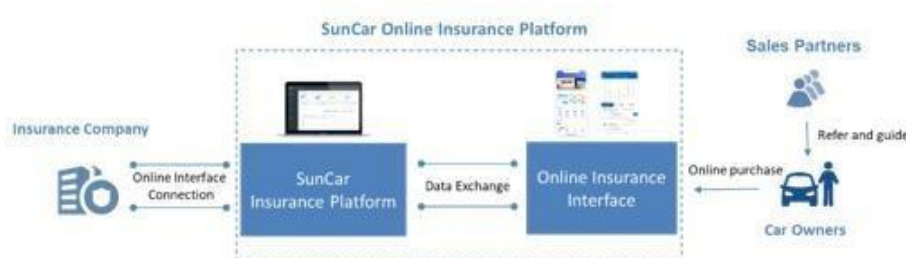 SunCar Online Insurance Platform
Sales Partners
Insurance Company
Refer and guide
Online Interface
Connection
SunCar
Insurance Platform
Data Exchange
Online Insurance
Interface
Online purchase
Car Owners